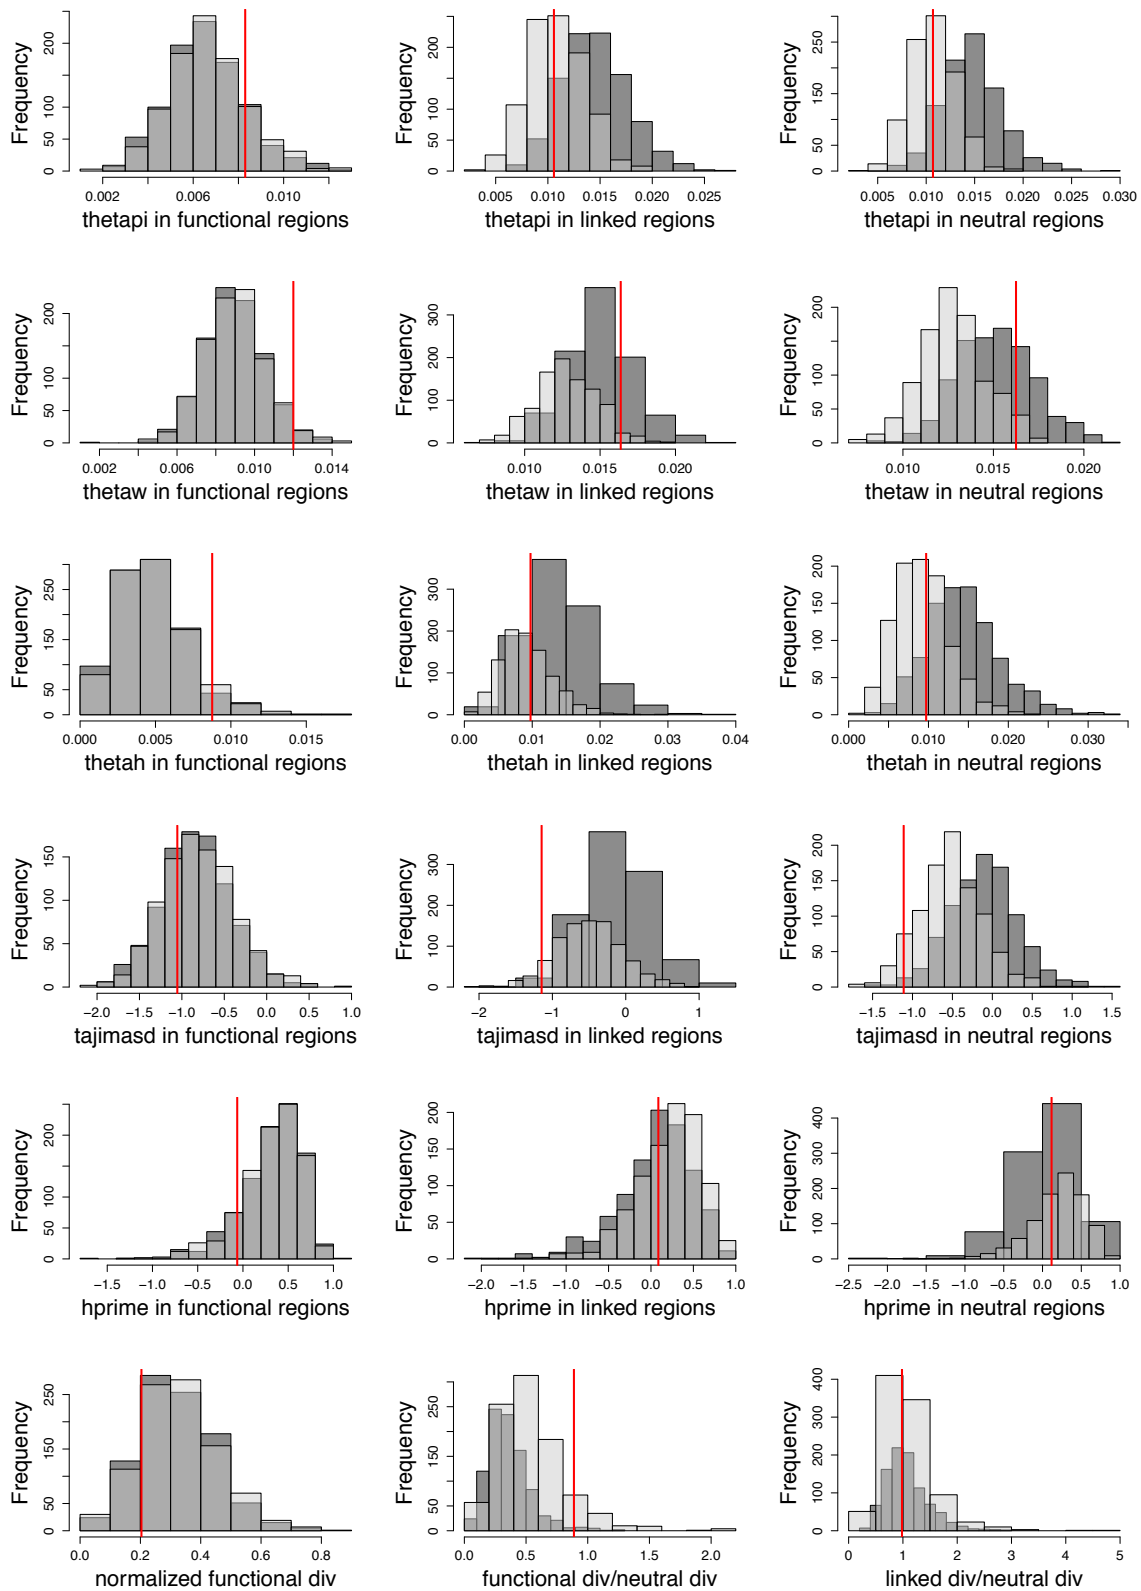 Frequency
0 50 100 200
0.002 0.006 0.010
thetapi in functional regions
Frequency
0 50 150 250
0.005 0.010 0.015 0.020 0.025
thetapi in linked regions
Frequency
0 50 150 250
0.005 0.010 0.015 0.020 0.025 0.030
thetapi in neutral regions
Frequency
0 50 100 200
0.002 0.006 0.010 0.014
thetaw in functional regions
Frequency
0 100 200 300
0.010 0.015 0.020
thetaw in linked regions
Frequency
0 50 100 150 200
0.010 0.015 0.020
thetaw in neutral regions
Frequency
0 50 150 250
0.000 0.005 0.010 0.015
thetah in functional regions
Frequency
0 100 200 300
0.00 0.01 0.02 0.03 0.04
thetah in linked regions
Frequency
0 50 100 150 200
0.000 0.010 0.020 0.030
thetah in neutral regions
Frequency
0 50 100 150
−2.0 −1.5 −1.0 −0.5 0.0 0.5 1.0
tajimasd in functional regions
Frequency
0 100 200 300
−2 −1 0 1
tajimasd in linked regions
Frequency
0 50 100 150 200
−1.5 −1.0 −0.5 0.0 0.5 1.0 1.5
tajimasd in neutral regions
Frequency
0 50 100 200
−1.5 −1.0 −0.5 0.0 0.5 1.0
hprime in functional regions
Frequency
0 50 100 150 200
−2.0 −1.5 −1.0 −0.5 0.0 0.5 1.0
hprime in linked regions
Frequency
0 100 200 300 400
−2.5 −2.0 −1.5 −1.0 −0.5 0.0 0.5 1.0
hprime in neutral regions
Frequency
0 50 150 250
0.0 0.2 0.4 0.6 0.8
normalized functional div
Frequency
0 50 150 250
0.0 0.5 1.0 1.5 2.0
functional div/neutral div
Frequency
0 100 200 300 400
0 1 2 3 4 5
linked div/neutral div